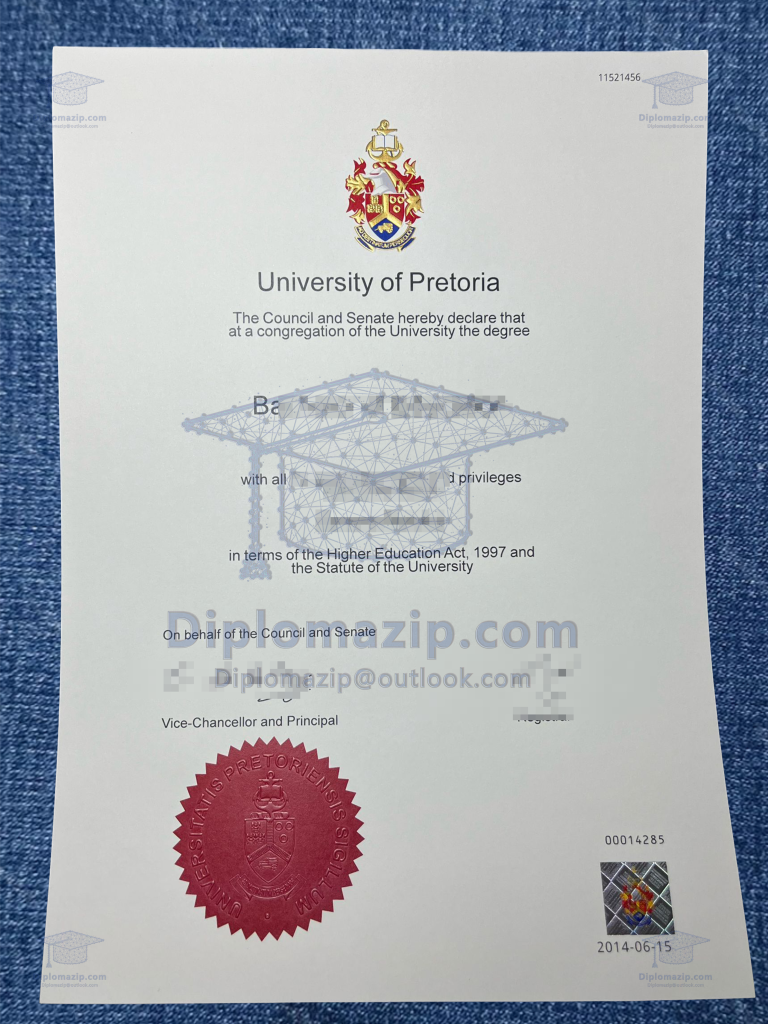 11521456
Diplomazip.com
University of Pretoria
The Council and Senate hereby declare that
at a congregation of the University the degree
Ba
with all d privileges
in terms of the Higher Education Act, 1997 and
the Statute of the University
Diplomazip.com
On behalf of the Council and Senate
Diplomazip@outlook.com
Vice-Chancellor and Principal
UNIVERSITATIS PRETORIENSIS SIGILLUM
00014285
2014-06-15
Diplomazip.com